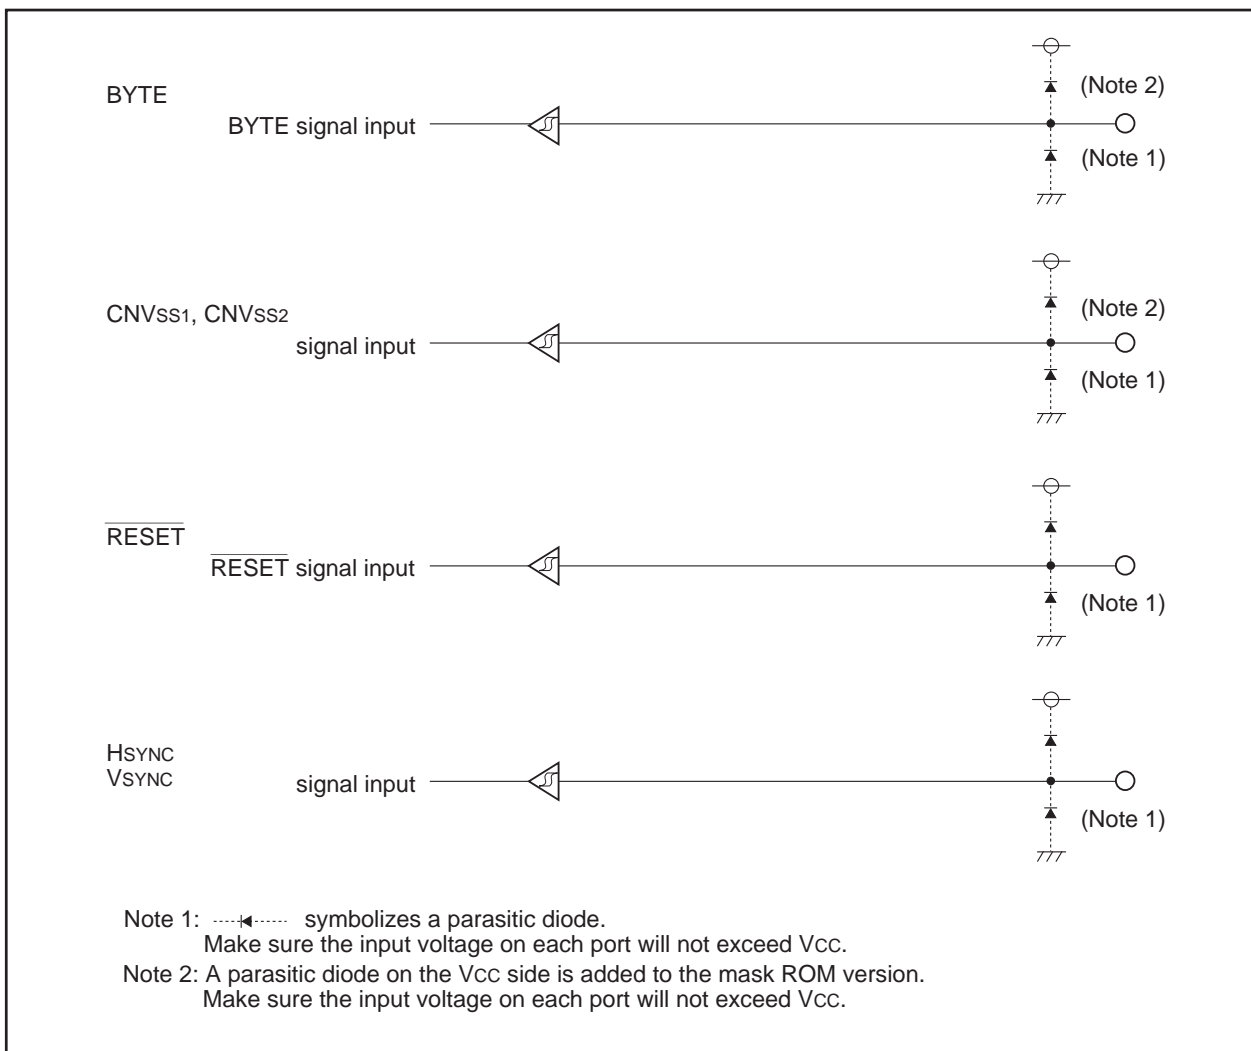 (Note 2)
BYTE
BYTE signal input
(Note 1)
CNVSS1, CNVSS2
(Note 2)
signal input
(Note 1)
RESET
RESET signal input
(Note 1)
HSYNC
VSYNC
signal input
(Note 1)
Note 1: symbolizes a parasitic diode.
Make sure the input voltage on each port will not exceed VCC.
Note 2: A parasitic diode on the VCC side is added to the mask ROM version.
Make sure the input voltage on each port will not exceed VCC.